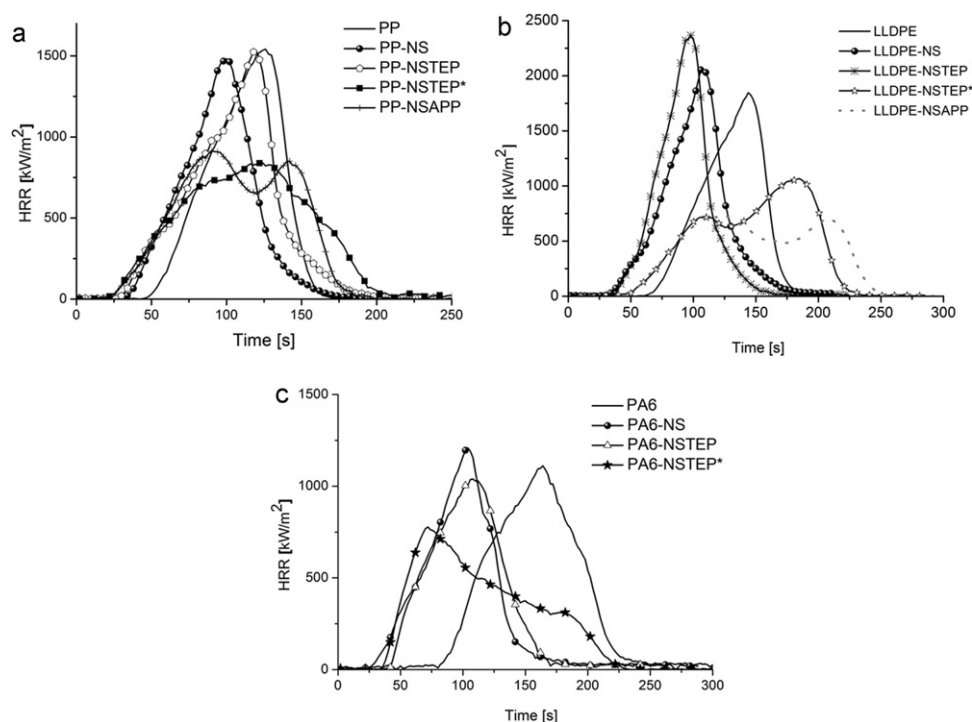 a
PP
PP-NS
PP-NSTEP
PP-NSTEP*
PP-NSAPP
1500
1000
500
0
HRR [kW/m²]
0 50 100 150 200 250
Time [s]
b
LLDPE
LLDPE-NS
LLDPE-NSTEP
LLDPE-NSTEP*
LLDPE-NSAPP
2500
2000
1500
1000
500
0
HRR [kW/m²]
0 50 100 150 200 250 300
Time [s]
c
PA6
PA6-NS
PA6-NSTEP
PA6-NSTEP*
1500
1000
500
0
HRR [kW/m²]
0 50 100 150 200 250 300
Time [s]